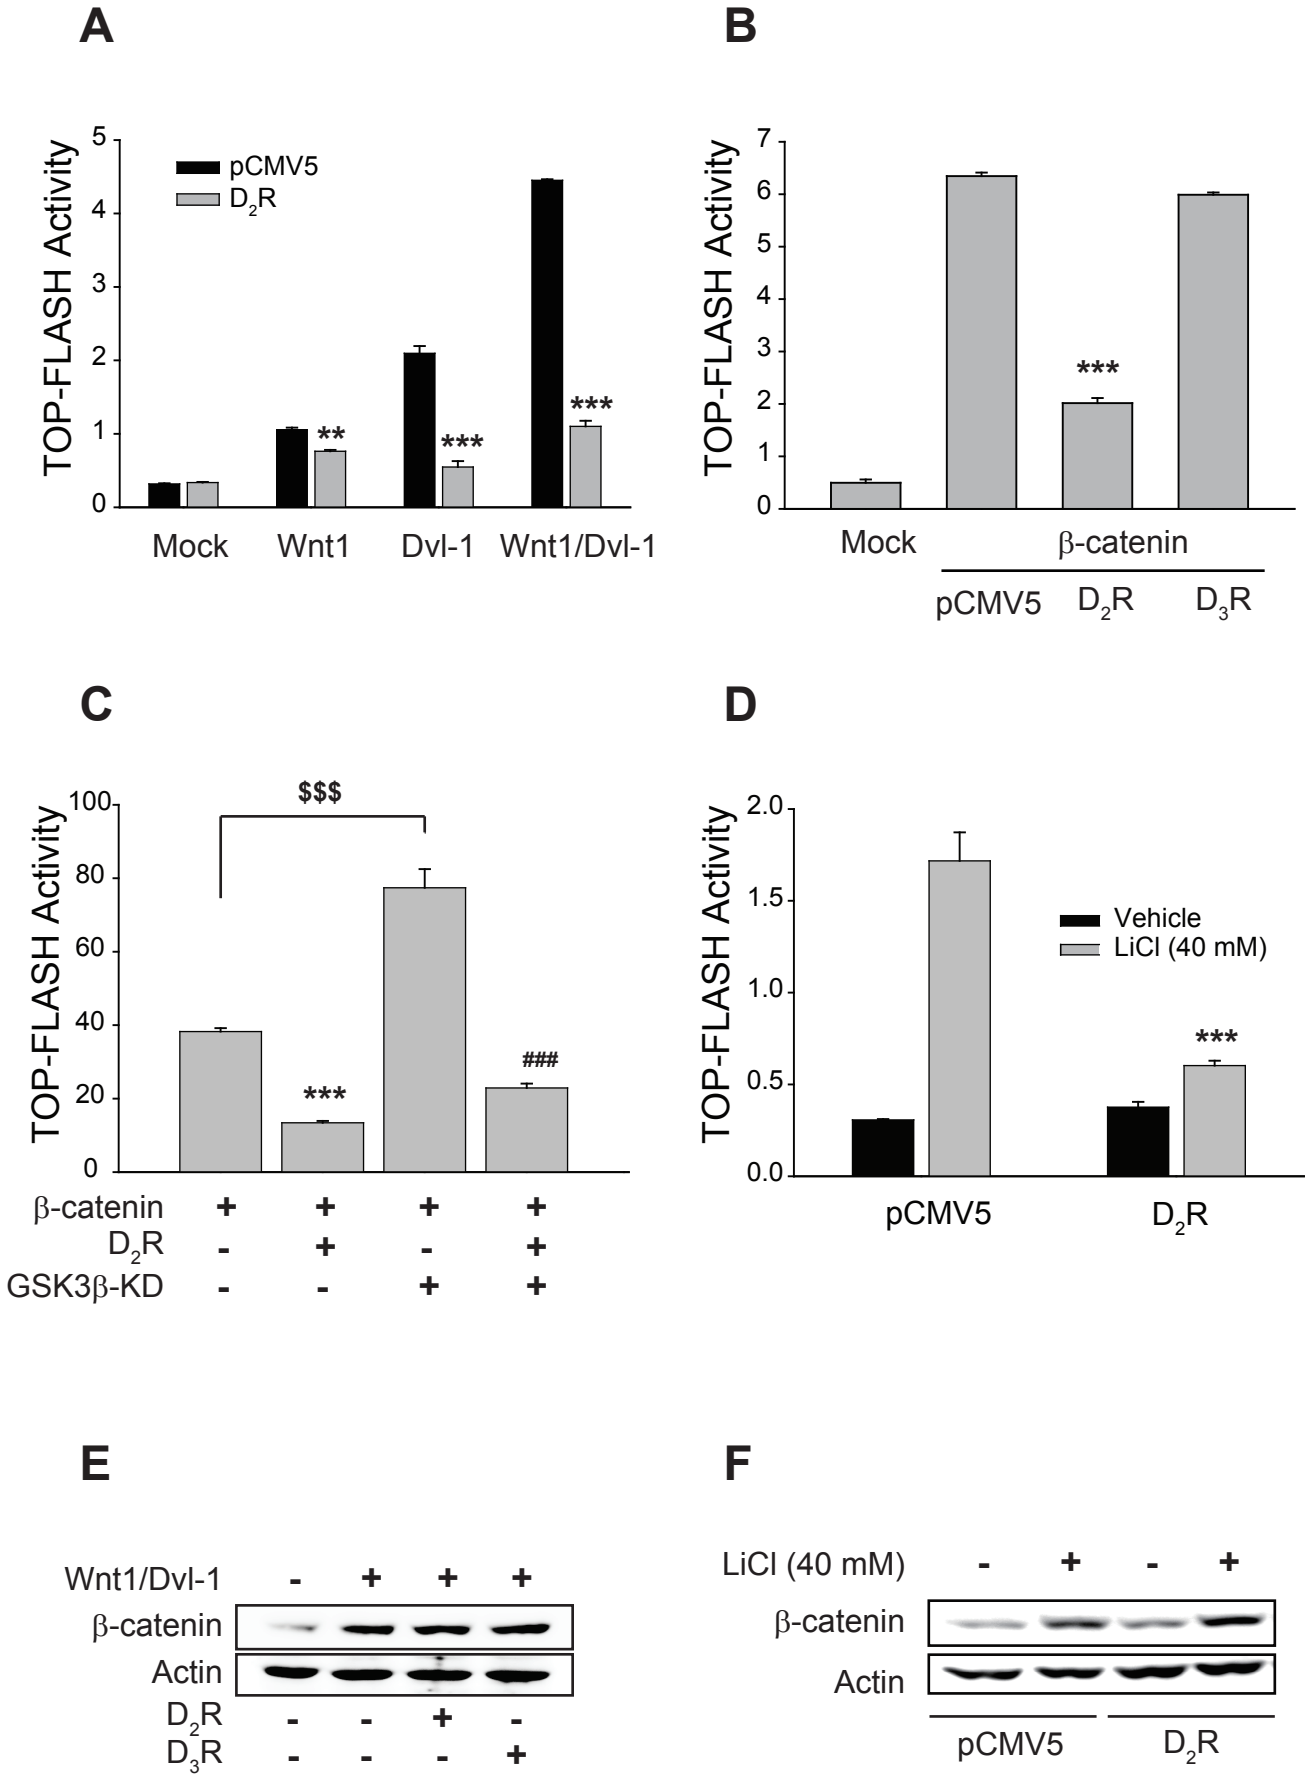 A
TOP-FLASH Activity
5
4
3
2
1
0
pCMV5
D2R
**
***
***
Mock Wnt1 Dvl-1 Wnt1/Dvl-1
B
TOP-FLASH Activity
7
6
5
4
3
2
1
0
***
Mock β-catenin
pCMV5 D2R D3R
C
TOP-FLASH Activity
100
80
60
40
20
0
$$$
***
###
β-catenin + + + +
D2R - + - +
GSK3β-KD - - + +
D
TOP-FLASH Activity
2.0
1.5
1.0
0.5
0.0
Vehicle
LiCl (40 mM)
***
pCMV5 D2R
E
Wnt1/Dvl-1 - + + +
β-catenin
Actin
D2R - - + -
D3R - - - +
F
LiCl (40 mM) - + - +
β-catenin
Actin
pCMV5 D2R